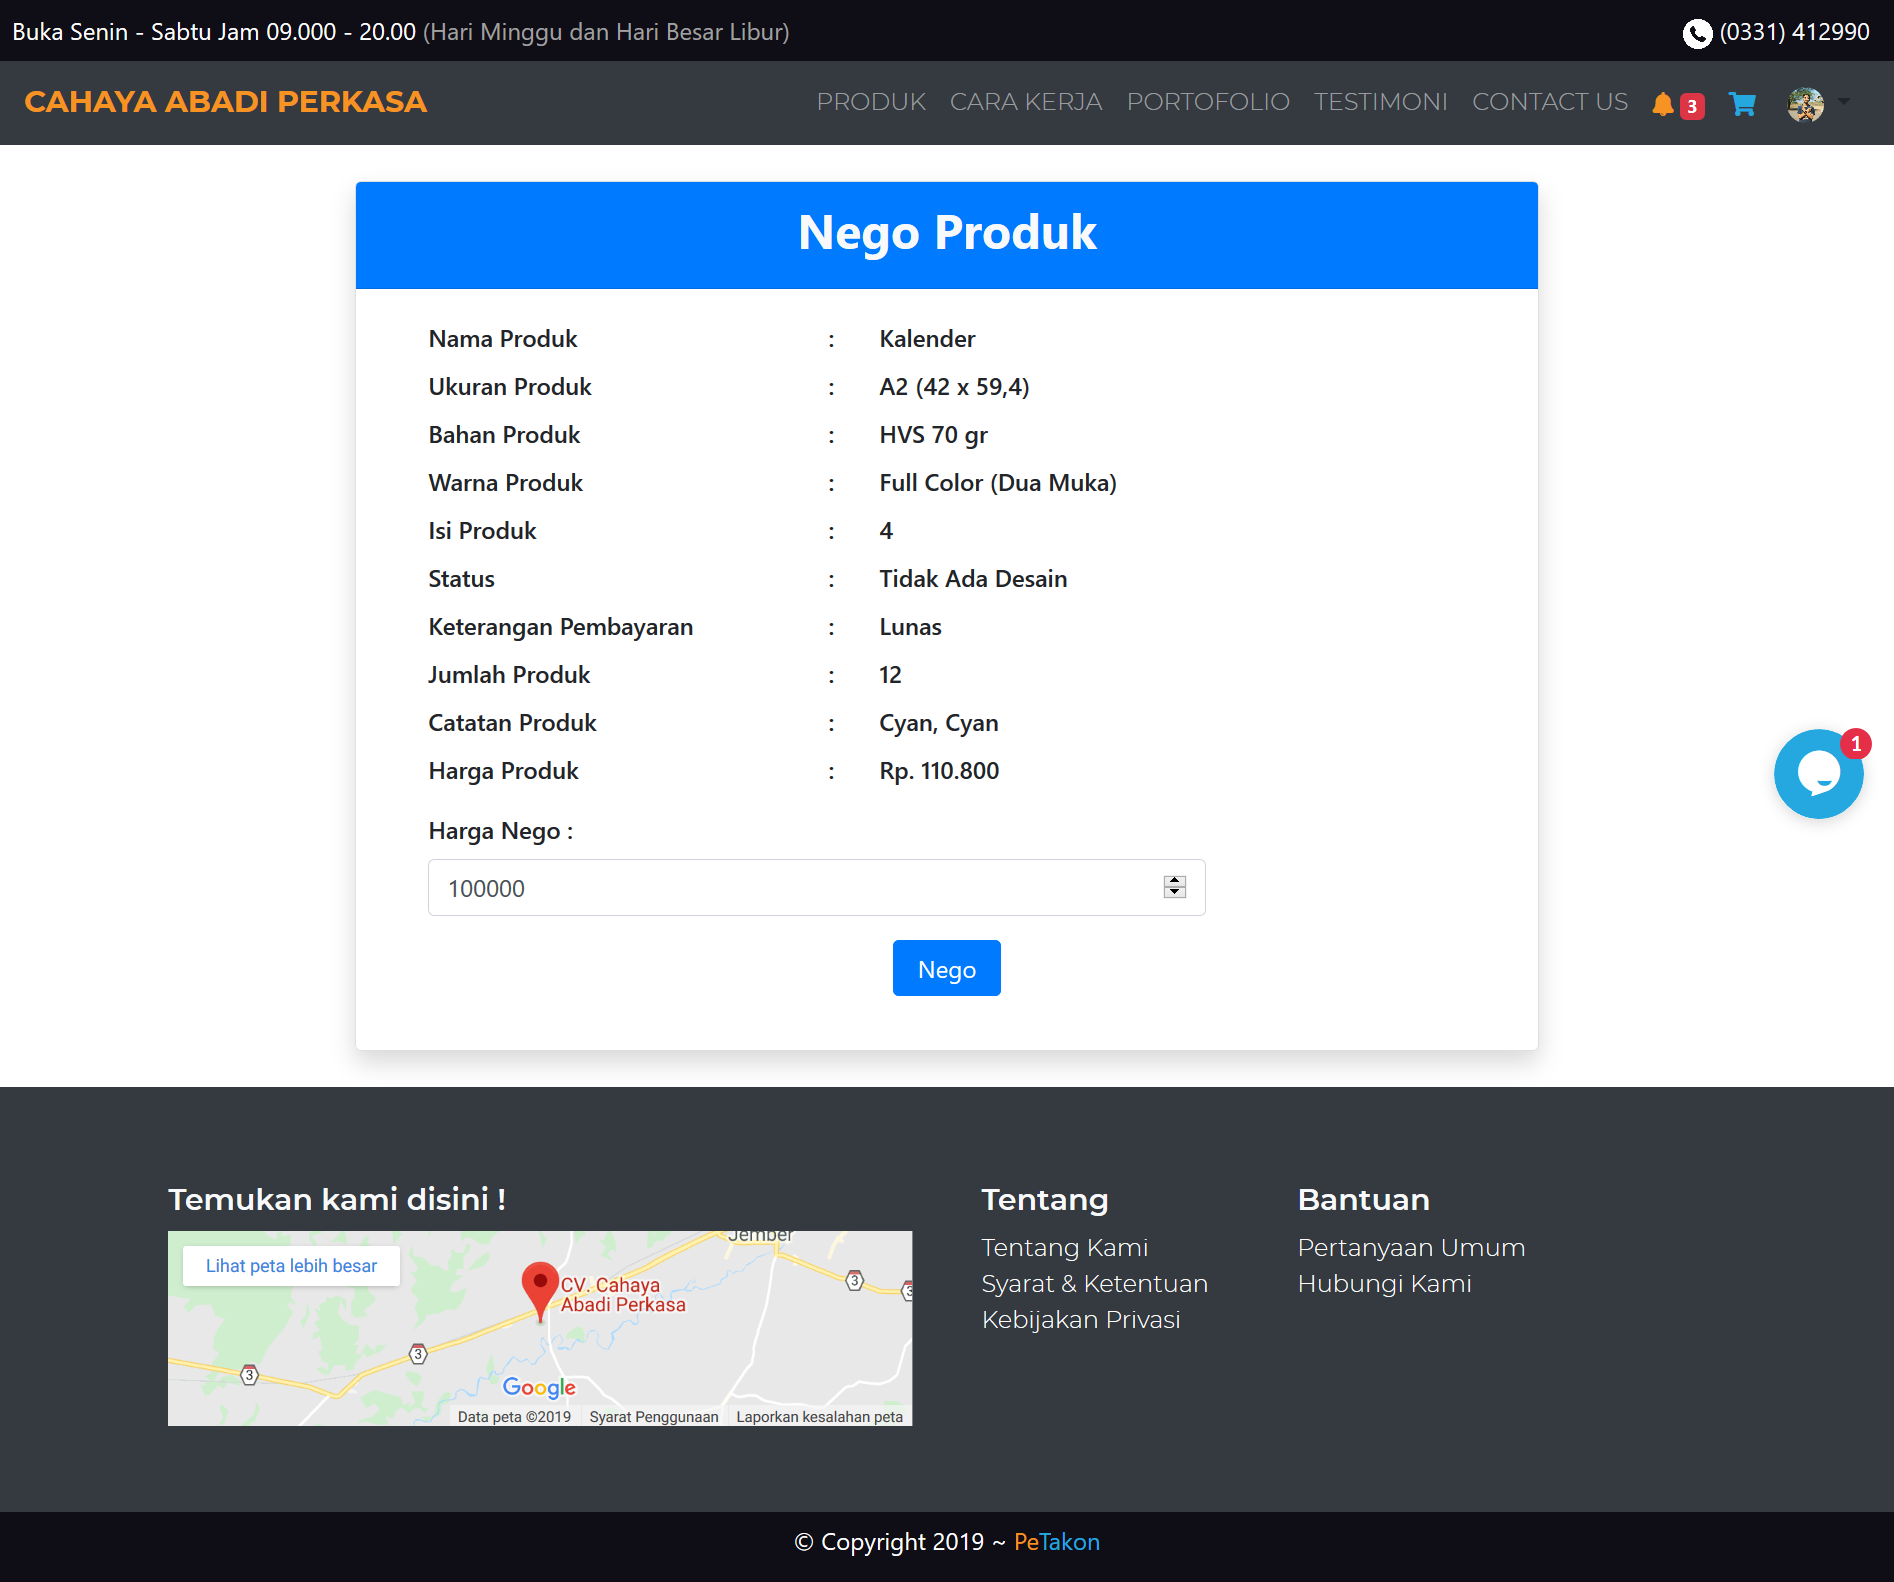 Buka Senin - Sabtu Jam 09.000 - 20.00 (Hari Minggu dan Hari Besar Libur)
(0331) 412990
CAHAYA ABADI PERKASA
PRODUK CARA KERJA PORTOFOLIO TESTIMONI CONTACT US 3
Nego Produk
Nama Produk : Kalender
Ukuran Produk : A2 (42 x 59,4)
Bahan Produk : HVS 70 gr
Warna Produk : Full Color (Dua Muka)
Isi Produk : 4
Status : Tidak Ada Desain
Keterangan Pembayaran : Lunas
Jumlah Produk : 12
Catatan Produk : Cyan, Cyan
Harga Produk : Rp. 110.800
1
Harga Nego :
100000
Nego
Temukan kami disini !
Lihat peta lebih besar
Jember
CV. Cahaya
Abadi Perkasa
3
3
3
3
Google
Data peta ©2019 Syarat Penggunaan Laporkan kesalahan peta
Tentang
Tentang Kami
Syarat & Ketentuan
Kebijakan Privasi
Bantuan
Pertanyaan Umum
Hubungi Kami
© Copyright 2019 ~ PeTakon